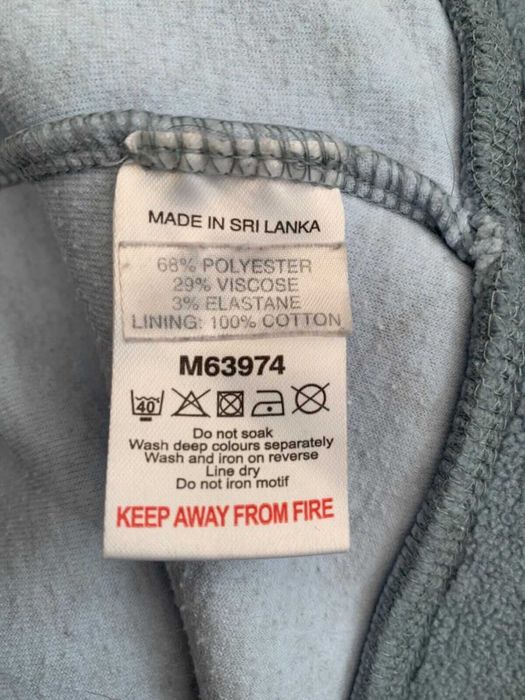 MADE IN SRI LANKA
68% POLYESTER
29% VISCOSE
3% ELASTANE
LINING: 100% COTTON
M63974
40
Do not soak
Wash deep colours separately
Wash and iron on reverse
Line dry
Do not iron motif
KEEP AWAY FROM FIRE